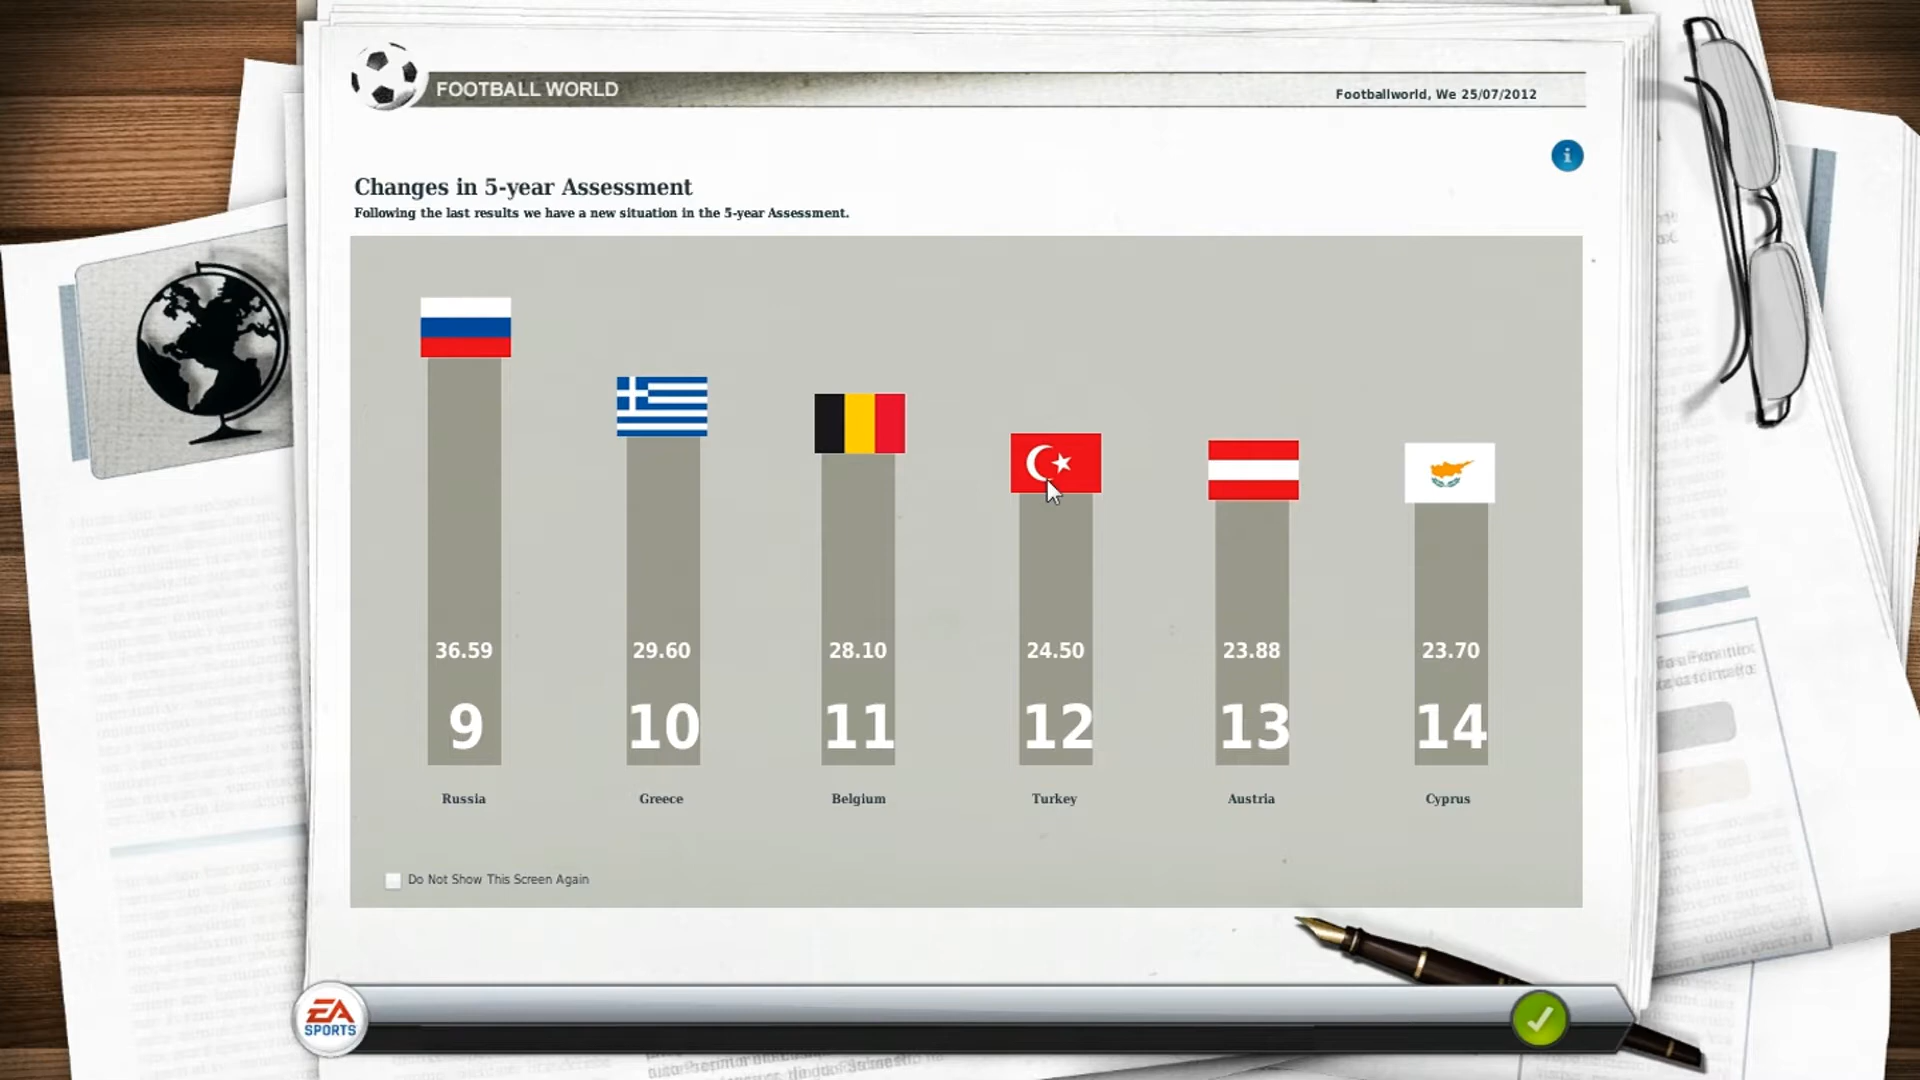 FOOTBALL WORLD
Footballworld, We 25/07/2012
i
Changes in 5-year Assessment
Following the last results we have a new situation in the 5-year Assessment.
36.59 29.60 28.10 24.50 23.88 23.70
9 10 11 12 13 14
Russia Greece Belgium Turkey Austria Cyprus
Do Not Show This Screen Again
EA
SPORTS